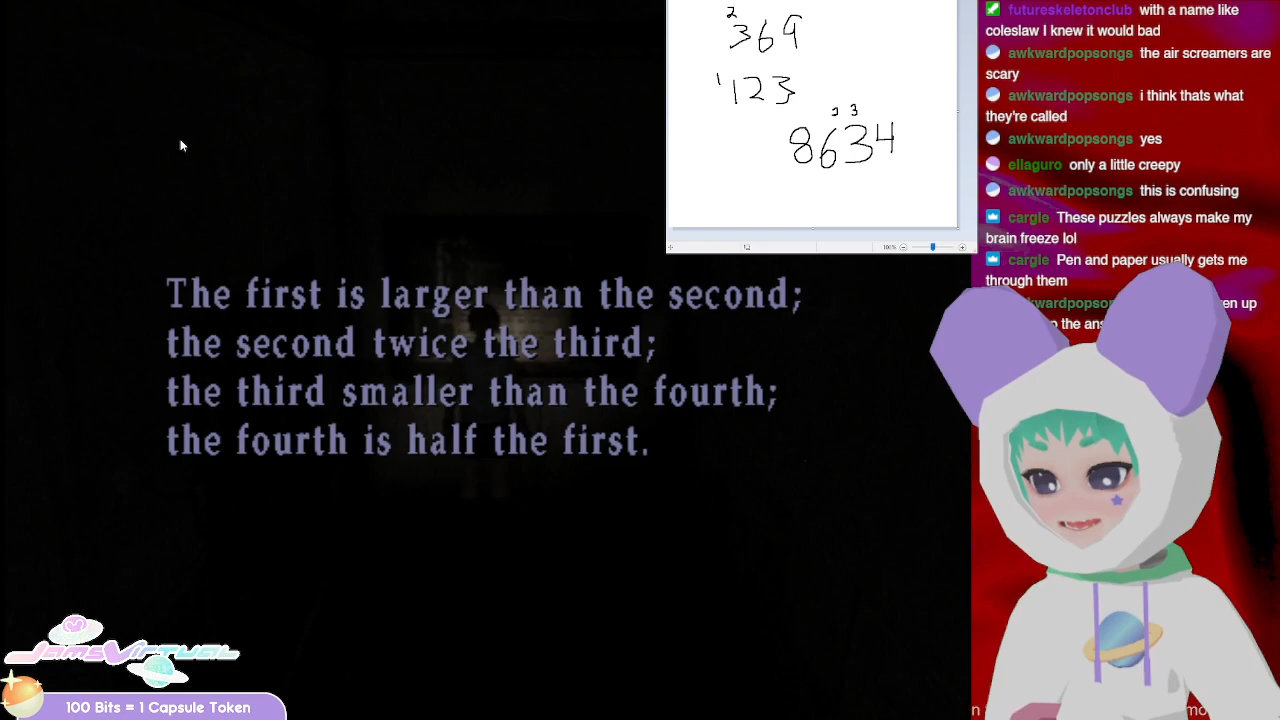 2
369
'123
2 3
8634
100%
The first is larger than the second;
the second twice the third;
the third smaller than the fourth;
the fourth is half the first.
futureskeletonclub with a name like
coleslaw I knew it would bad
awkwardpopsongs the air screamers are
scary
awkwardpopsongs i think thats what
they're called
awkwardpopsongs yes
ellaguro only a little creepy
awkwardpopsongs this is confusing
cargle These puzzles always make my
brain freeze lol
cargle Pen and paper usually gets me
through them
JamsVirtual
100 Bits = 1 Capsule Token